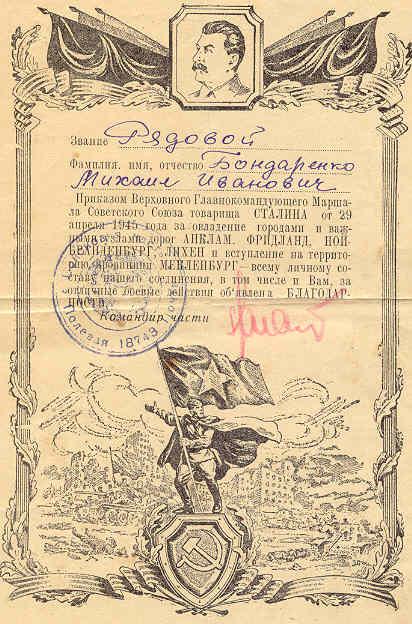 Звание Рядовой
Фамилия, имя, отчество Бондаренко
Михаил Иванович
Приказом Верховного Главнокомандующего Марша-
ла Советского Союза товарища СТАЛИНА от 29
апреля 1945 года за овладение городами и важ-
ными узлами дорог АНКЛАМ, ФРИДЛАНД, НОЙ-
БРАНДЕНБУРГ, ЛИХЕН и вступление на террито-
рию провинции МЕКЛЕНБУРГ всему личному со-
ставу нашего соединения, в том числе и Вам, за
отличные боевые действия об'явлена БЛАГОДАР-
НОСТЬ.
Командир части
Полевая 18749